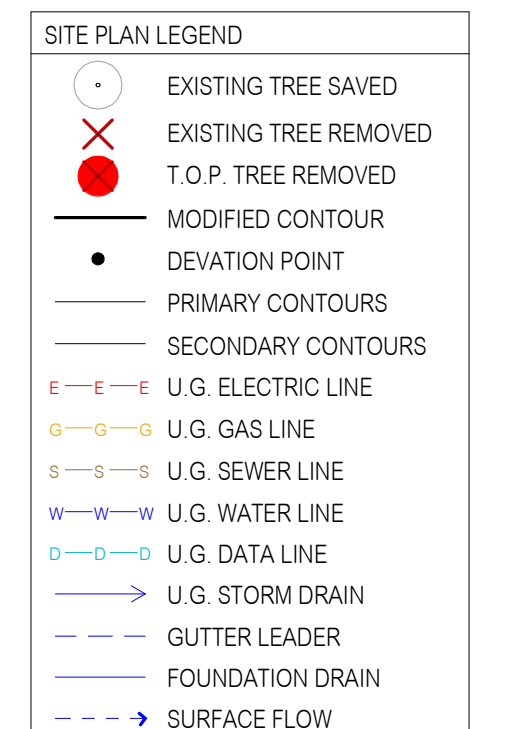 SITE PLAN LEGEND
EXISTING TREE SAVED
EXISTING TREE REMOVED
T.O.P. TREE REMOVED
MODIFIED CONTOUR
DEVATION POINT
PRIMARY CONTOURS
SECONDARY CONTOURS
E E E U.G. ELECTRIC LINE
G G G U.G. GAS LINE
S S S U.G. SEWER LINE
W W W U.G. WATER LINE
D D D U.G. DATA LINE
U.G. STORM DRAIN
GUTTER LEADER
FOUNDATION DRAIN
SURFACE FLOW